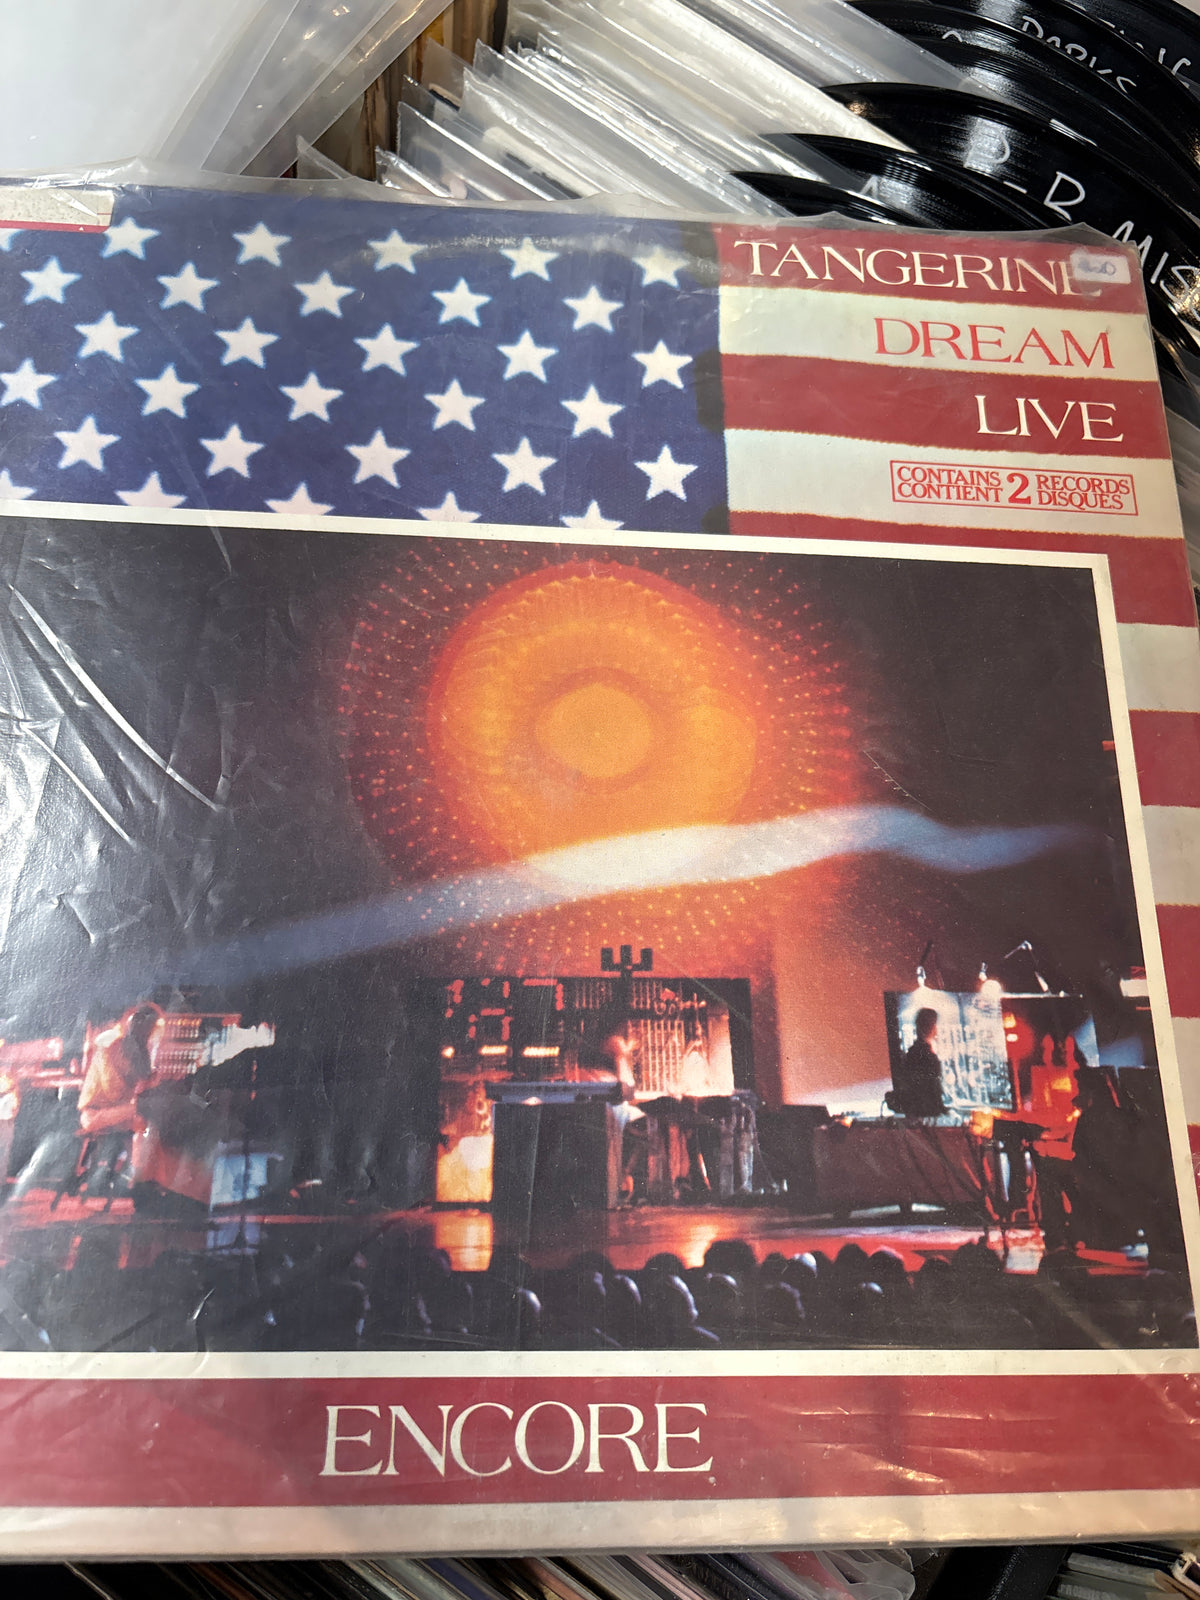 TANGERINE
DREAM
LIVE
CONTAINS 2 RECORDS
CONTIENT DISQUES
ENCORE